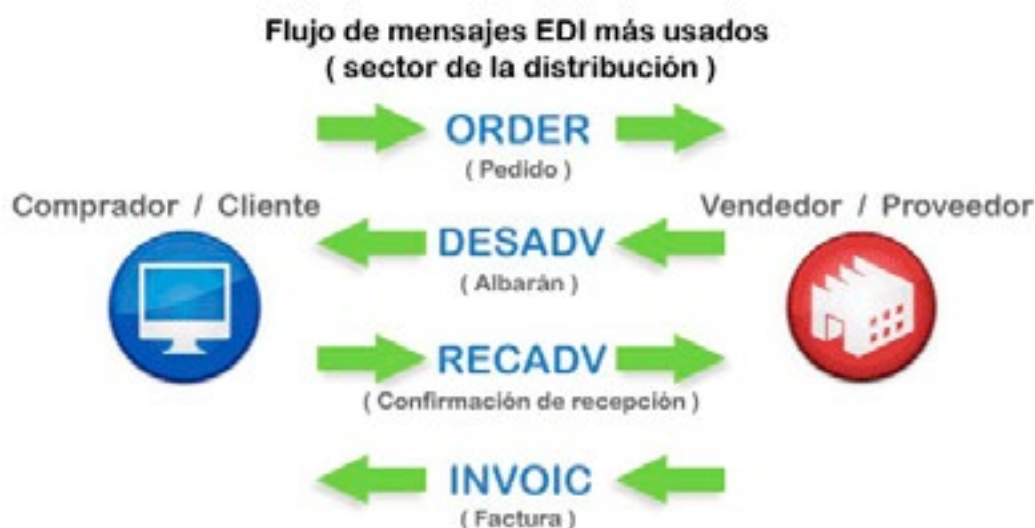 Flujo de mensajes EDI más usados
( sector de la distribución )
ORDER
( Pedido )
Comprador / Cliente
Vendedor / Proveedor
DESADV
( Albarán )
RECADV
( Confirmación de recepción )
INVOIC
( Factura )